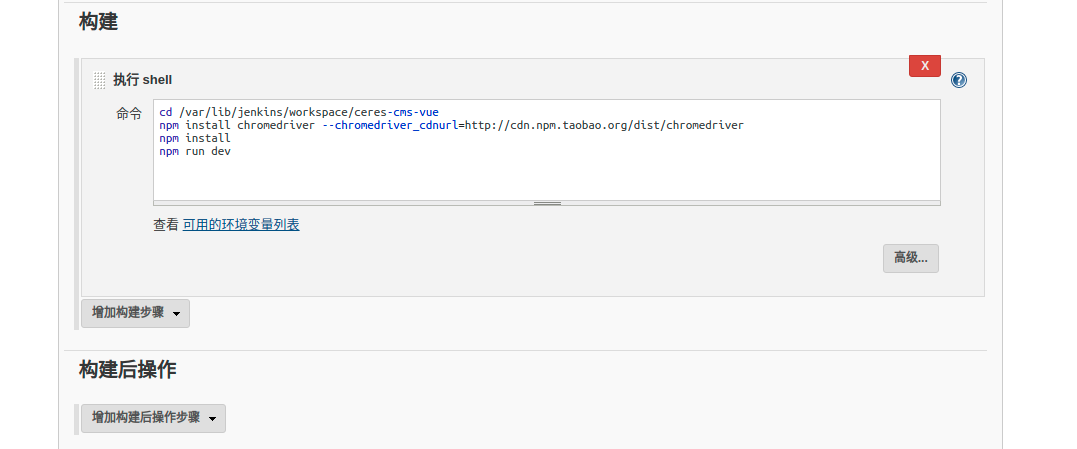 构建
X
执行 shell
?
命令
cd /var/lib/jenkins/workspace/ceres-cms-vue
npm install chromedriver --chromedriver_cdnurl=http://cdn.npm.taobao.org/dist/chromedriver
npm install
npm run dev
查看 可用的环境变量列表
高级...
增加构建步骤
构建后操作
增加构建后操作步骤